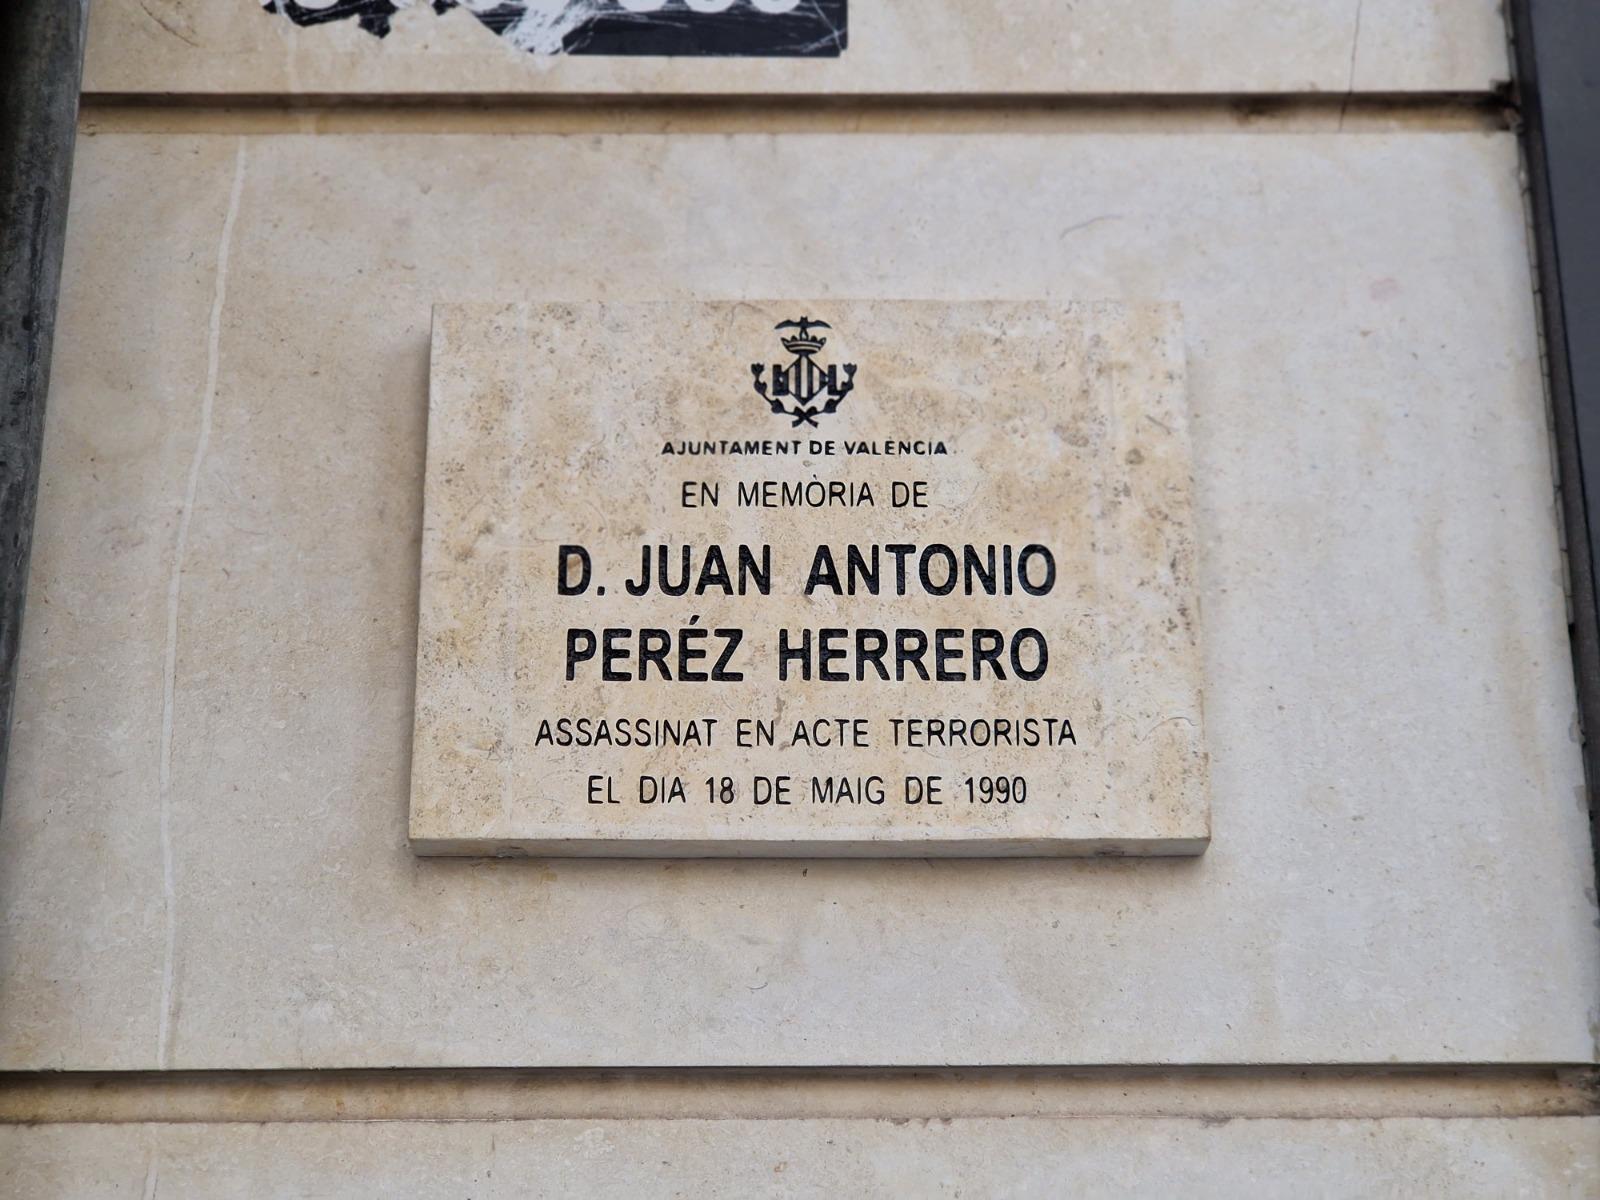 AJUNTAMENT DE VALÈNCIA
EN MEMÒRIA DE
D. JUAN ANTONIO
PERÉZ HERRERO
ASSASSINAT EN ACTE TERRORISTA
EL DIA 18 DE MAIG DE 1990